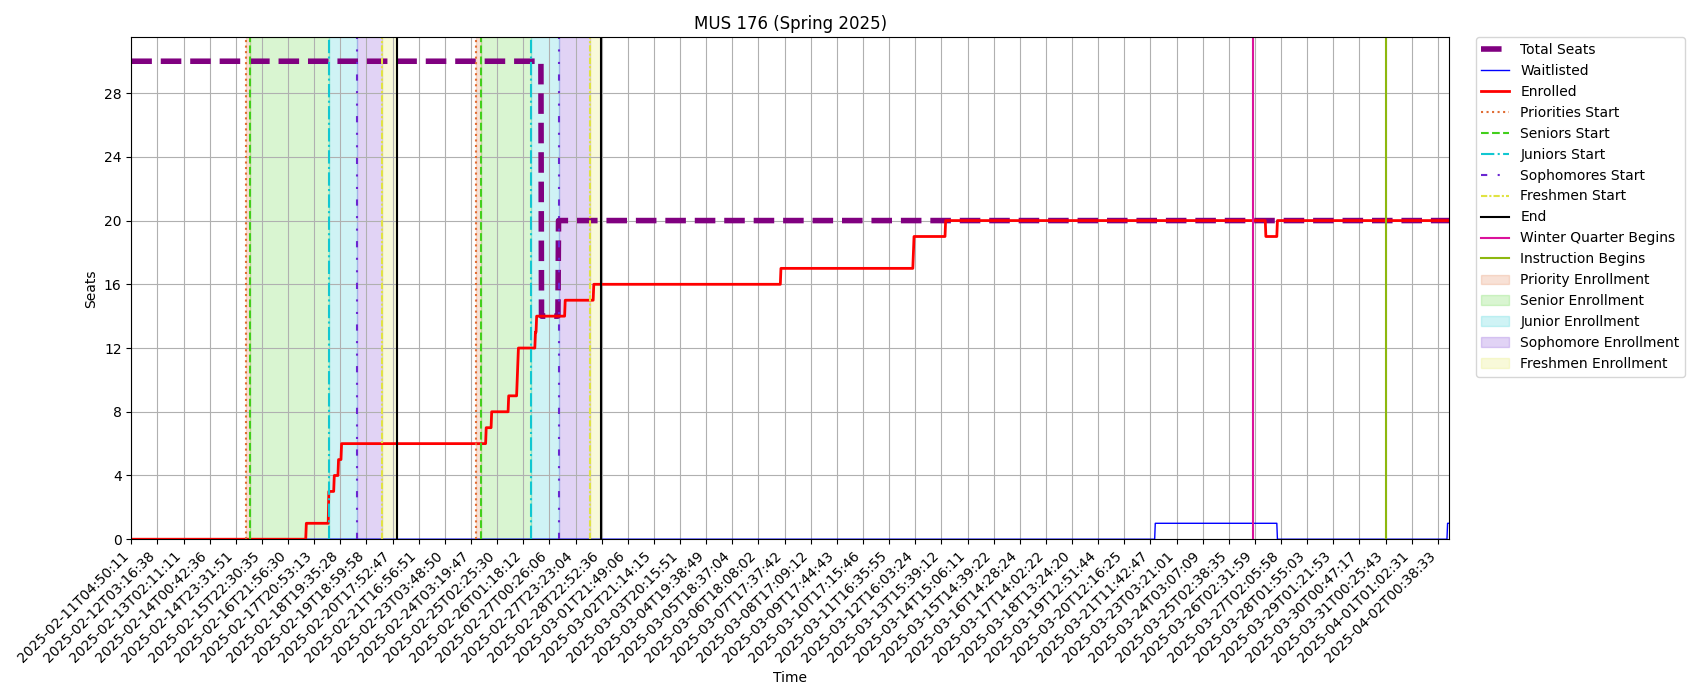 MUS 176 (Spring 2025)
Seats
28
24
20
16
12
8
4
0
2025-02-11T04:50:11
2025-02-12T03:16:38
2025-02-13T02:11:11
2025-02-14T00:42:36
2025-02-14T23:31:51
2025-02-15T22:30:35
2025-02-16T21:56:30
2025-02-17T20:53:13
2025-02-18T19:35:28
2025-02-19T18:59:58
2025-02-20T17:52:47
2025-02-21T16:56:51
2025-02-23T03:48:50
2025-02-24T03:19:47
2025-02-25T02:25:30
2025-02-26T01:18:12
2025-02-27T00:26:06
2025-02-27T23:23:04
2025-02-28T22:52:36
2025-03-01T21:49:06
2025-03-02T21:14:15
2025-03-03T20:15:51
2025-03-04T19:38:49
2025-03-05T18:37:04
2025-03-06T18:08:02
2025-03-07T17:37:42
2025-03-08T17:09:12
2025-03-09T17:44:43
2025-03-10T17:15:46
2025-03-11T16:35:55
2025-03-12T16:03:24
2025-03-13T15:39:12
2025-03-14T15:06:11
2025-03-15T14:39:22
2025-03-16T14:28:24
2025-03-17T14:02:22
2025-03-18T13:24:20
2025-03-19T12:51:44
2025-03-20T12:16:25
2025-03-21T11:42:47
2025-03-23T03:21:01
2025-03-24T03:07:09
2025-03-25T02:38:35
2025-03-26T02:31:59
2025-03-27T02:05:58
2025-03-28T01:55:03
2025-03-29T01:21:53
2025-03-30T00:47:17
2025-03-31T00:25:43
2025-04-01T01:02:31
2025-04-02T00:38:33
Time
Total Seats
Waitlisted
Enrolled
Priorities Start
Seniors Start
Juniors Start
Sophomores Start
Freshmen Start
End
Winter Quarter Begins
Instruction Begins
Priority Enrollment
Senior Enrollment
Junior Enrollment
Sophomore Enrollment
Freshmen Enrollment